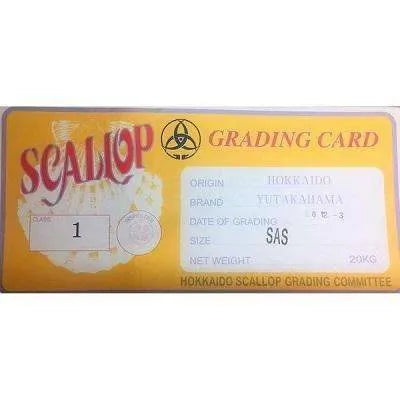 SCALLOP
GRADING CARD
CLASS
1
ORIGIN HOKKAIDO
BRAND YUTAKAHAMA
DATE OF GRADING
SIZE: SAS
NET WEIGHT 20KG
HOKKAIDO SCALLOP GRADING COMMITTEE